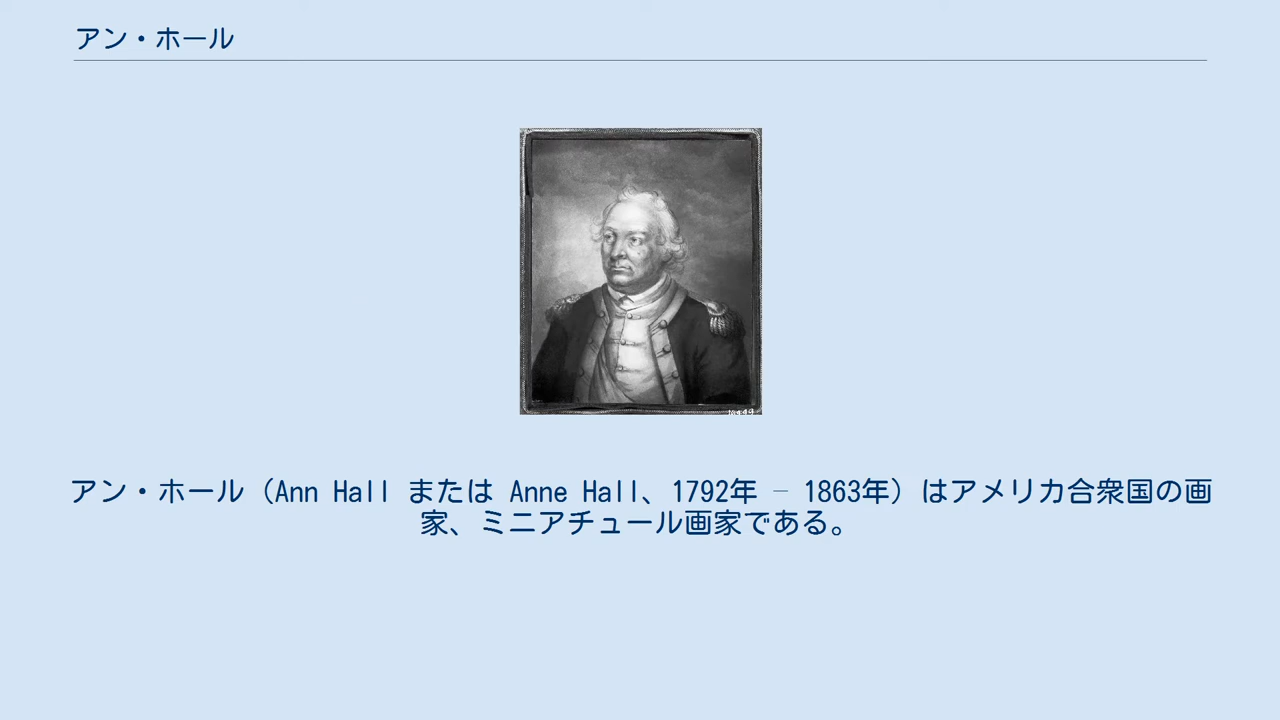 アン・ホール
アン・ホール（Ann Hall または Anne Hall、1792年 – 1863年）はアメリカ合衆国の画
家、ミニアチュール画家である。